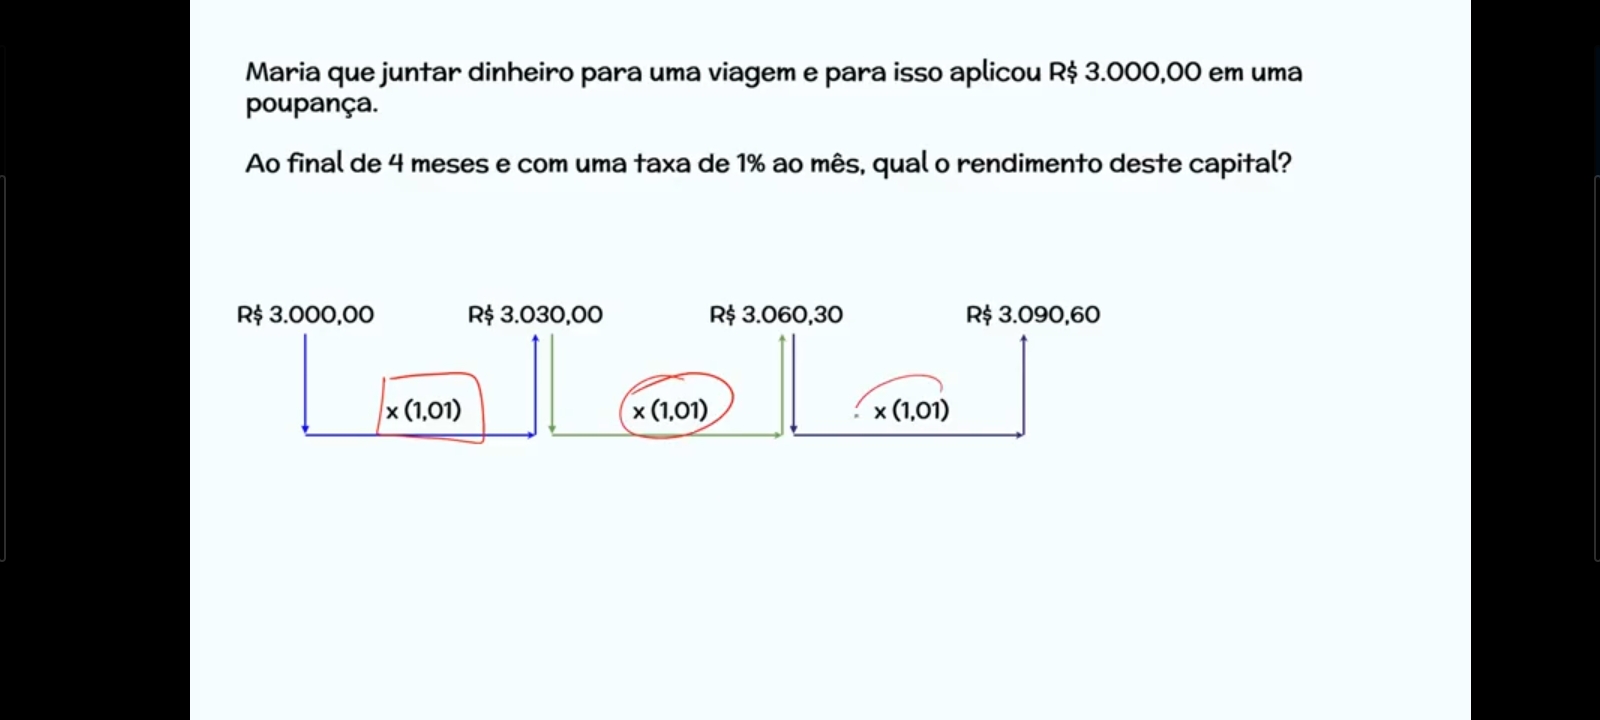 Maria que juntar dinheiro para uma viagem e para isso aplicou R$ 3.000,00 em uma
poupança.
Ao final de 4 meses e com uma taxa de 1% ao mês, qual o rendimento deste capital?
R$ 3.000,00 R$ 3.030,00 R$ 3.060,30 R$ 3.090,60
x (1,01) x (1,01) x (1,01)